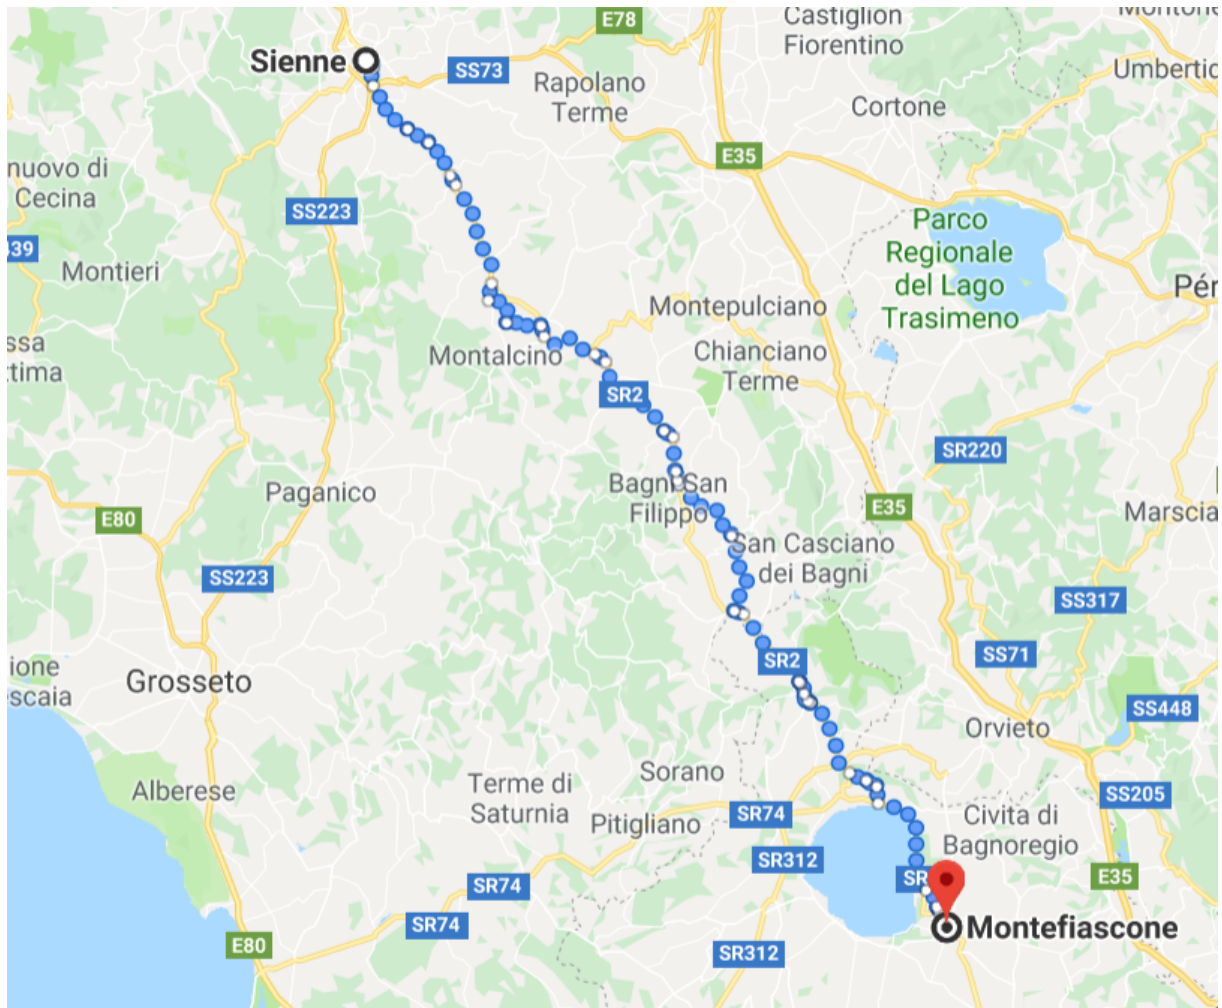 Castiglion
Fiorentino
E78
Sienne
SS73
Rapolano
Terme
Cortone
E35
nuovo di
Cecina
SS223
Parco
Regionale
del Lago
Trasimeno
Montieri
Montepulciano
Montalcino
Chianciano
Terme
SR2
SR220
Bagni San
Filippo
Paganico
E80
E35
San Casciano
dei Bagni
SS223
SS317
SS71
SR2
Grosseto
SS448
Orvieto
Sorano
Terme di
Saturnia
Alberese
SS205
Pitigliano
SR74
Civita di
Bagnoregio
SR312
SR74
E35
SR74
Montefiascone
E80
SR312